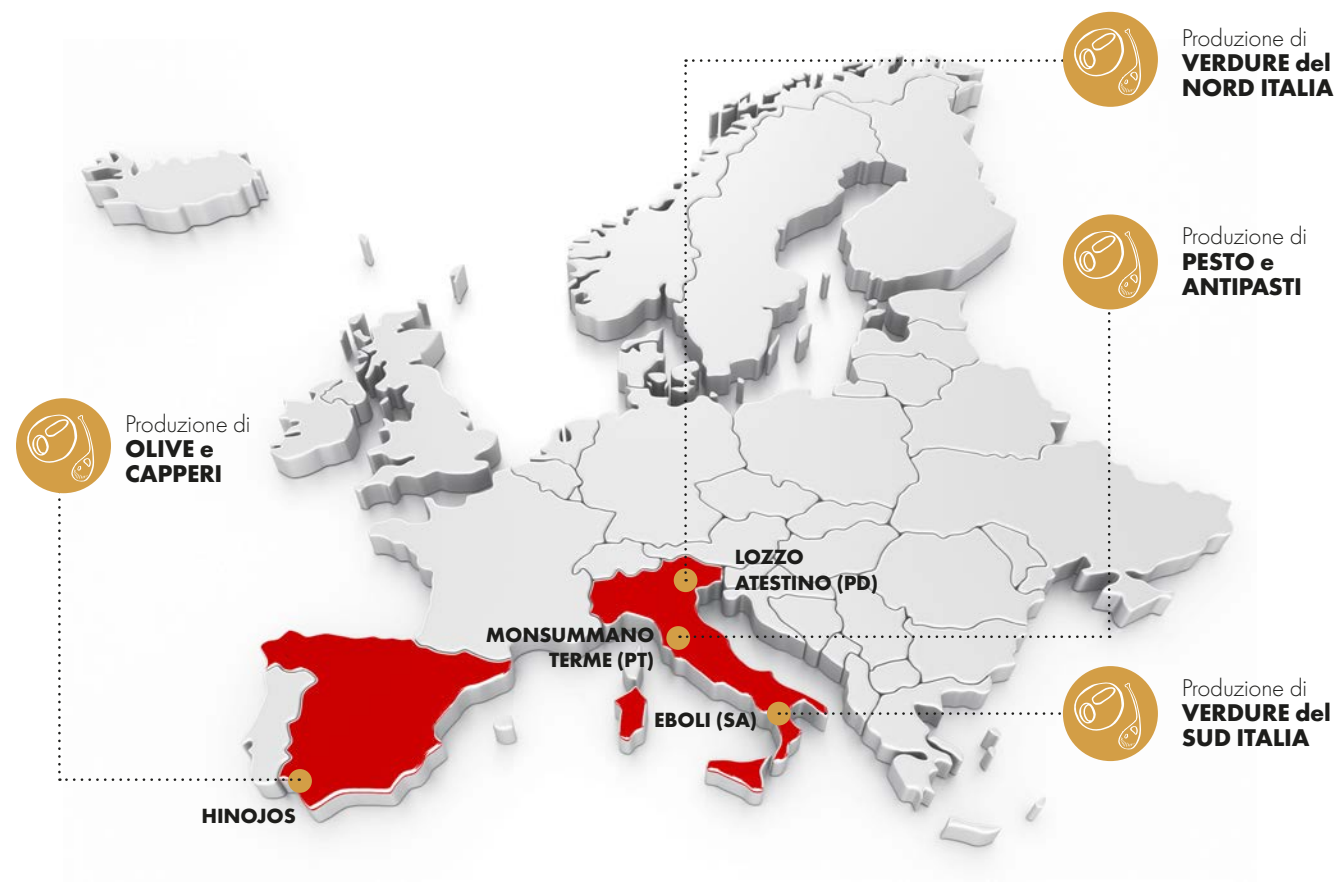 Produzione di
VERDURE del
NORD ITALIA
Produzione di
PESTO e
ANTIPASTI
Produzione di
OLIVE e
CAPPERI
LOZZO
ATESTINO (PD)
MONSUMMANO
TERME (PT)
EBOLI (SA)
Produzione di
VERDURE del
SUD ITALIA
HINOJOS